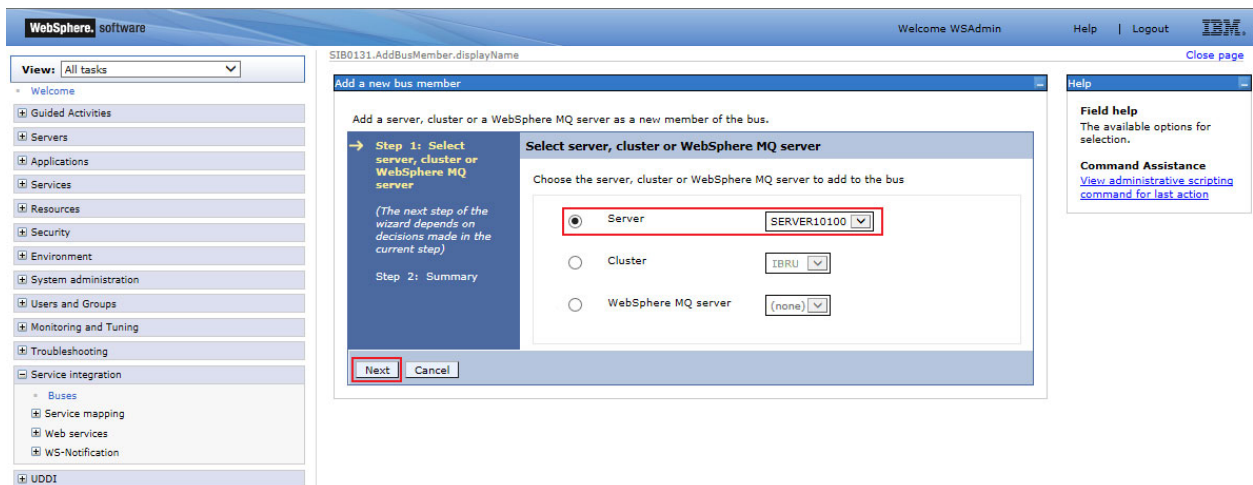 WebSphere. software
Welcome WSAdmin
Help | Logout
IBM.
View: All tasks
Welcome
Guided Activities
Servers
Applications
Services
Resources
Security
Environment
System administration
Users and Groups
Monitoring and Tuning
Troubleshooting
Service integration
Buses
Service mapping
Web services
WS-Notification
UDDI
SIB0131.AddBusMember.displayName
Close page
Add a new bus member
Add a server, cluster or a WebSphere MQ server as a new member of the bus.
Step 1: Select
server, cluster or
WebSphere MQ
server
(The next step of the
wizard depends on
decisions made in the
current step)
Step 2: Summary
Select server, cluster or WebSphere MQ server
Choose the server, cluster or WebSphere MQ server to add to the bus
Server SERVER10100
Cluster IBRU
WebSphere MQ server (none)
Next Cancel
Help
Field help
The available options for
selection.
Command Assistance
View administrative scripting
command for last action